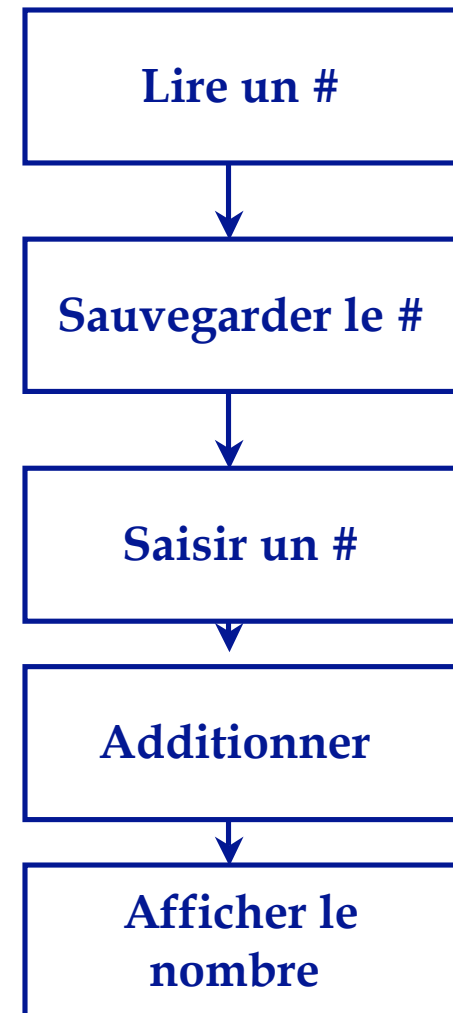 Lire un #
Sauvegarder le #
Saisir un #
Additionner
Afficher le
nombre